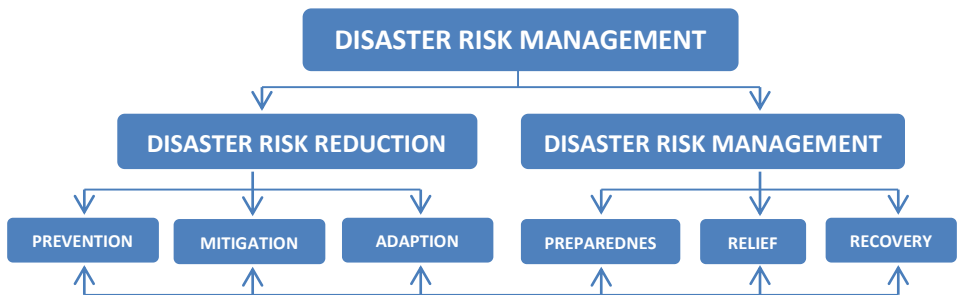 DISASTER RISK MANAGEMENT
DISASTER RISK REDUCTION
DISASTER RISK MANAGEMENT
PREVENTION
MITIGATION
ADAPTION
PREPAREDNES
RELIEF
RECOVERY